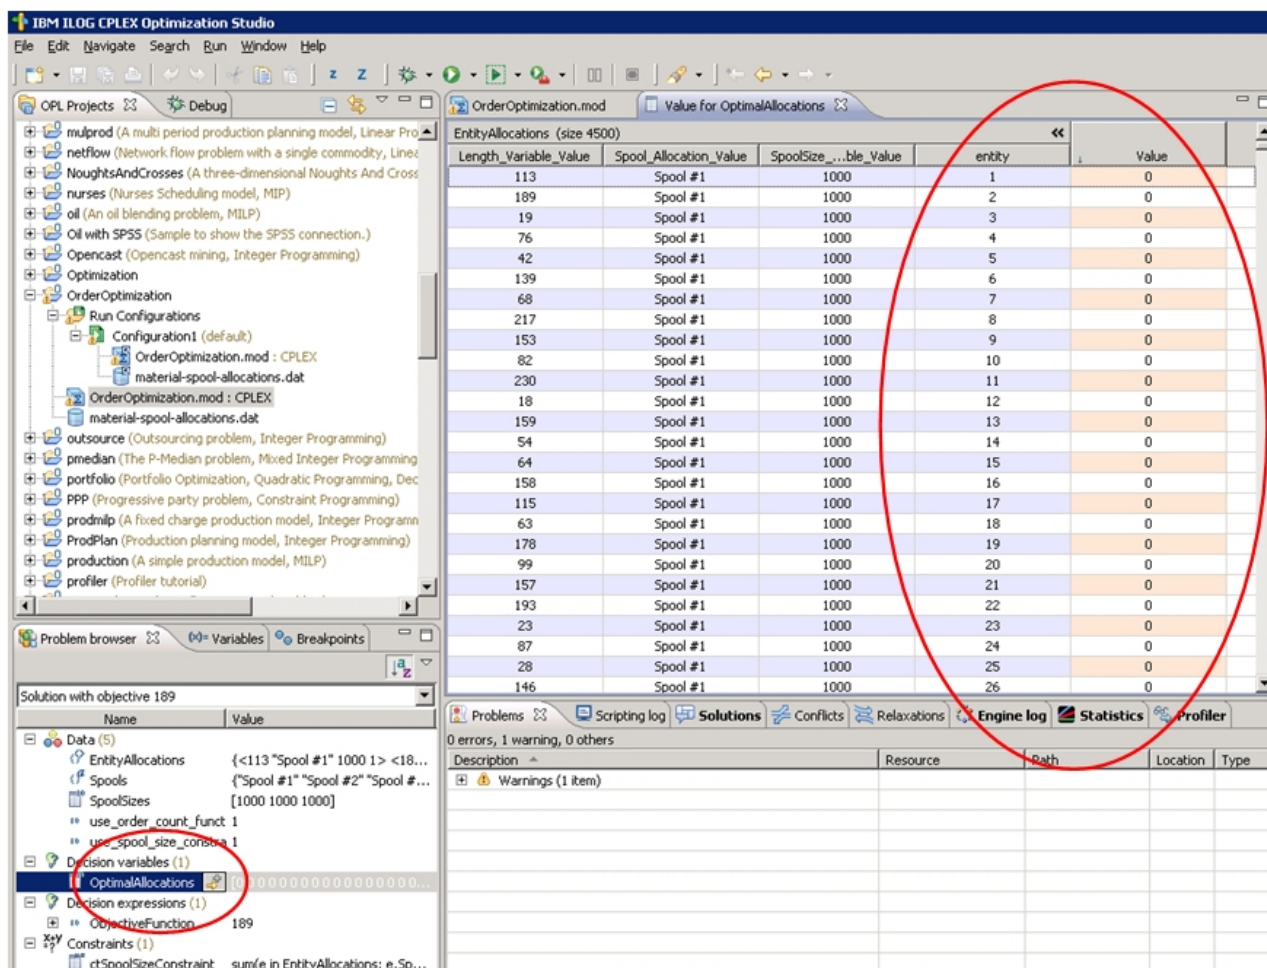 IBM ILOG CPLEX Optimization Studio
File Edit Navigate Search Run Window Help
OPL Projects Debug
mulprod (A multi period production planning model, Linear Pro
netflow (Network flow problem with a single commodity, Linea
NoughtsAndCrosses (A three-dimensional Noughts And Cross
nurses (Nurses Scheduling model, MIP)
oil (An oil blending problem, MILP)
Oil with SPSS (Sample to show the SPSS connection.)
Opencast (Opencast mining, Integer Programming)
Optimization
OrderOptimization
Run Configurations
Configuration1 (default)
OrderOptimization.mod : CPLEX
material-spool-allocations.dat
OrderOptimization.mod : CPLEX
material-spool-allocations.dat
outsource (Outsourcing problem, Integer Programming)
pmedian (The P-Median problem, Mixed Integer Programming
portfolio (Portfolio Optimization, Quadratic Programming, Dec
PPP (Progressive party problem, Constraint Programming)
prodmilp (A fixed charge production model, Integer Programm
ProdPlan (Production planning model, Integer Programming)
production (A simple production model, MILP)
profiler (Profiler tutorial)
OrderOptimization.mod Value for OptimalAllocations
EntityAllocations (size 4500)
Length_Variable_Value Spool_Allocation_Value SpoolSize_...ble_Value entity Value
113 Spool #1 1000 1 0
189 Spool #1 1000 2 0
19 Spool #1 1000 3 0
76 Spool #1 1000 4 0
42 Spool #1 1000 5 0
139 Spool #1 1000 6 0
68 Spool #1 1000 7 0
217 Spool #1 1000 8 0
153 Spool #1 1000 9 0
82 Spool #1 1000 10 0
230 Spool #1 1000 11 0
18 Spool #1 1000 12 0
159 Spool #1 1000 13 0
54 Spool #1 1000 14 0
64 Spool #1 1000 15 0
158 Spool #1 1000 16 0
115 Spool #1 1000 17 0
63 Spool #1 1000 18 0
178 Spool #1 1000 19 0
99 Spool #1 1000 20 0
157 Spool #1 1000 21 0
193 Spool #1 1000 22 0
23 Spool #1 1000 23 0
87 Spool #1 1000 24 0
28 Spool #1 1000 25 0
146 Spool #1 1000 26 0
Problem browser Variables Breakpoints
Solution with objective 189
Name Value
Data (5)
EntityAllocations {<113 "Spool #1" 1000 1> <18...
Spools {"Spool #1" "Spool #2" "Spool #...
SpoolSizes [1000 1000 1000]
use_order_count_funct 1
use_spool_size_constra 1
Decision variables (1)
OptimalAllocations [0 0 0 0 0 0 0 0 0 0 0 0 0 0 0 0 0 0...
Decision expressions (1)
ObjectiveFunction 189
Constraints (1)
ctSpoolSizeConstraint sum(e in EntityAllocations: e.Sp...
Problems Scripting log Solutions Conflicts Relaxations Engine log Statistics Profiler
0 errors, 1 warning, 0 others
Description Resource Path Location Type
Warnings (1 item)